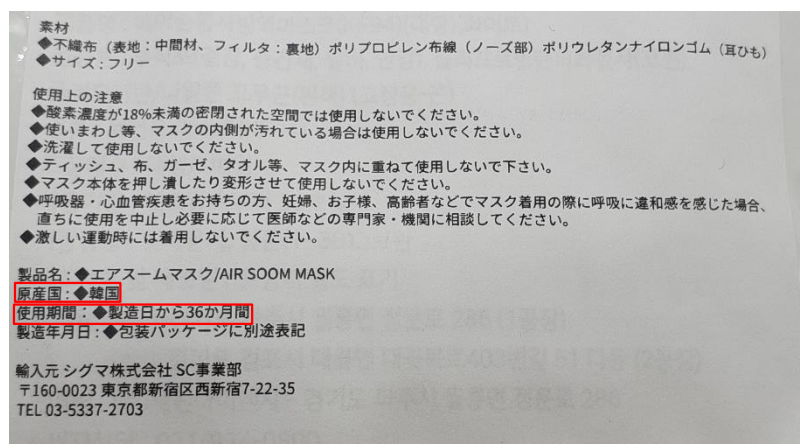 素材
◆不織布（表地：中間材、フィルタ：裏地）ポリプロピレン布線（ノーズ部）ポリウレタンナイロンゴム（耳ひも）
◆サイズ：フリー
使用上の注意
◆酸素濃度が18%未満の密閉された空間では使用しないでください。
◆使いまわし等、マスクの内側が汚れている場合は使用しないでください。
◆洗濯して使用しないでください。
◆ティッシュ、布、ガーゼ、タオル等、マスク内に重ねて使用しないで下さい。
◆マスク本体を押し潰したり変形させて使用しないでください。
◆呼吸器・心血管疾患をお持ちの方、妊婦、お子様、高齢者などでマスク着用の際に呼吸に違和感を感じた場合、
直ちに使用を中止し必要に応じて医師などの専門家・機関に相談してください。
◆激しい運動時には着用しないでください。
製品名：◆エアスームマスク/AIR SOOM MASK
原産国：◆韓国
使用期間：◆製造日から36か月間
製造年月日：◆包装パッケージに別途表記
輸入元 シグマ株式会社 SC事業部
〒160-0023 東京都新宿区西新宿7-22-35
TEL 03-5337-2703